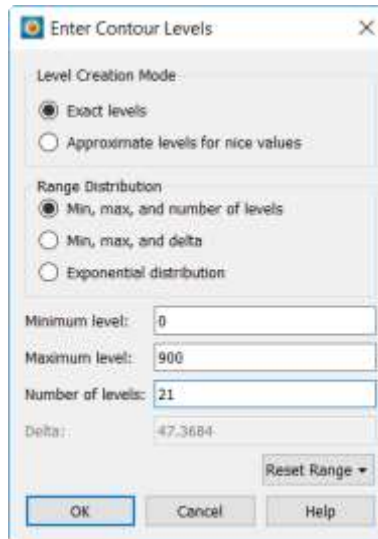 Enter Contour Levels
Level Creation Mode
Exact levels
Approximate levels for nice values
Range Distribution
Min, max, and number of levels
Min, max, and delta
Exponential distribution
Minimum level: 0
Maximum level: 900
Number of levels: 21
Delta: 47.3684
Reset Range
OK Cancel Help